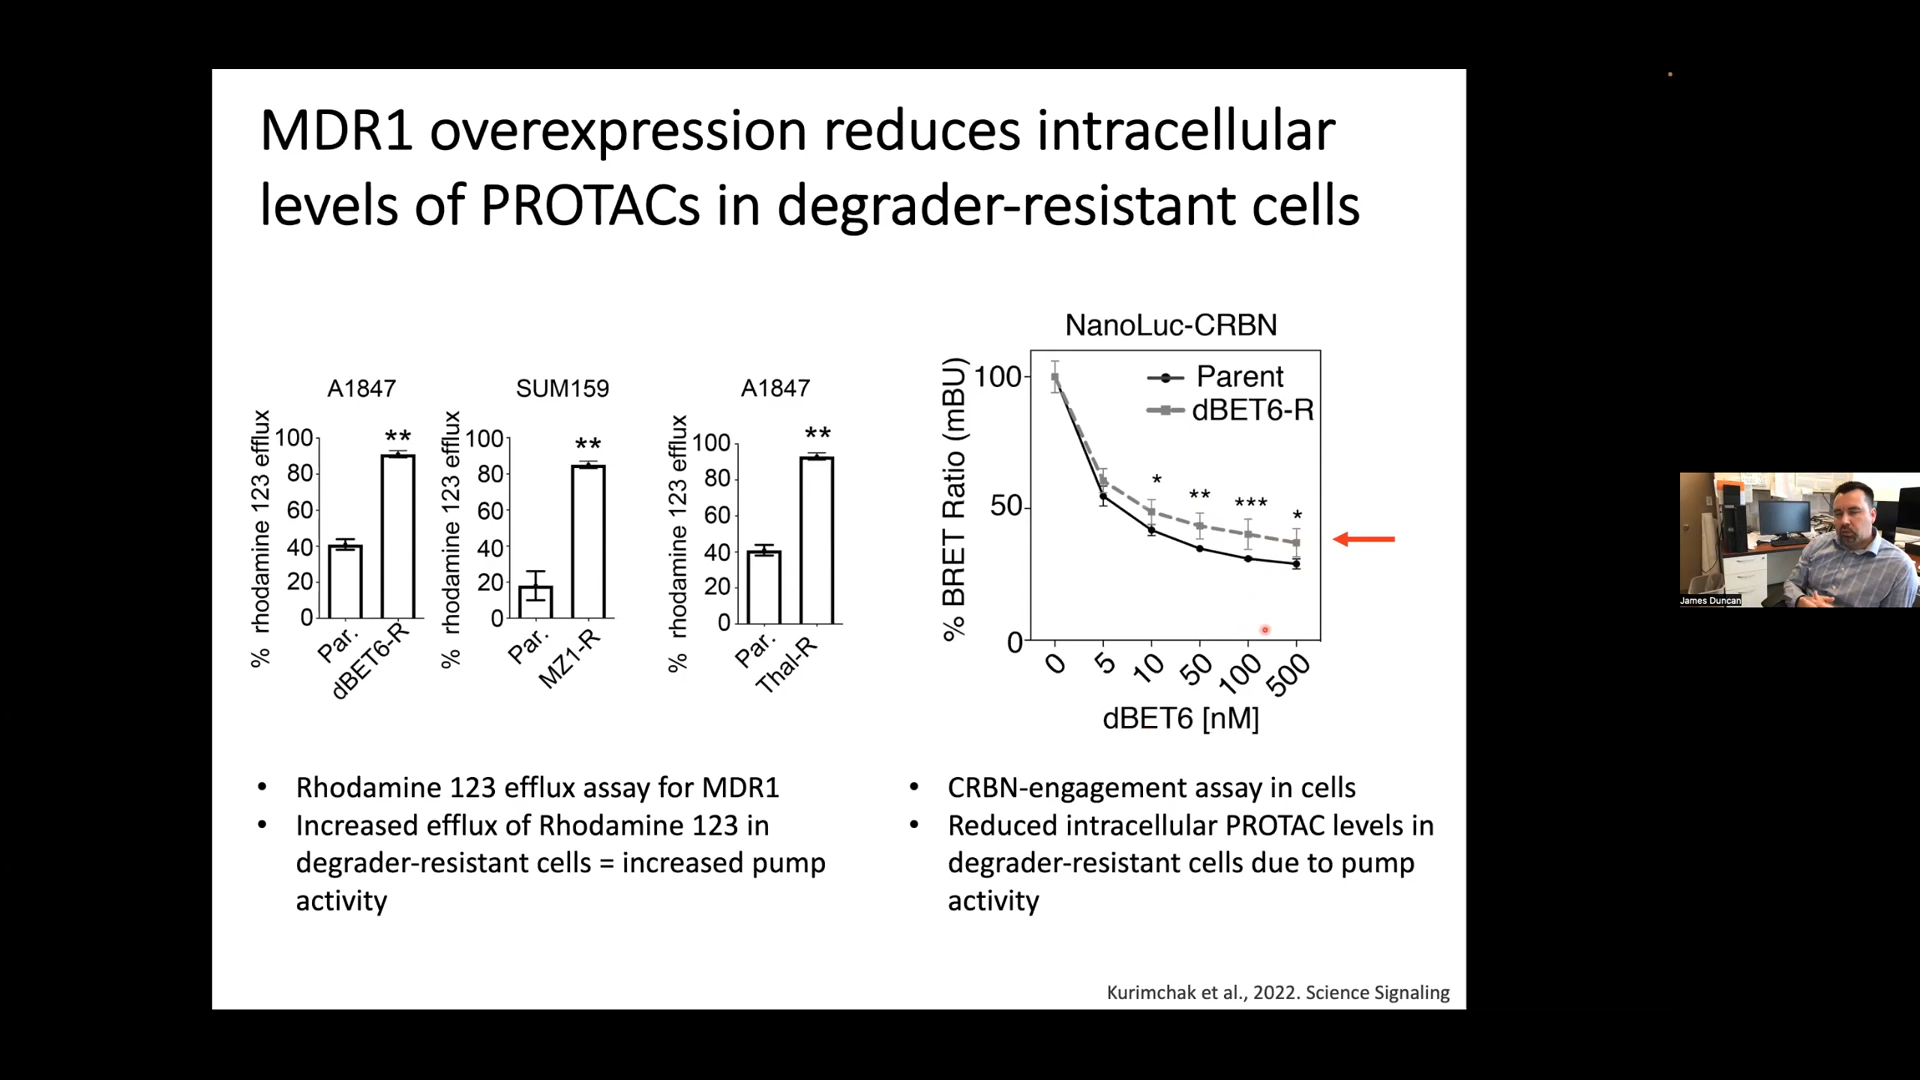 MDR1 overexpression reduces intracellular
levels of PROTACs in degrader-resistant cells
A1847
% rhodamine 123 efflux
100
80
60
40
20
0
**
Par.
dBET6-R
SUM159
% rhodamine 123 efflux
100
80
60
40
20
0
**
Par.
MZ1-R
A1847
% rhodamine 123 efflux
100
80
60
40
20
0
**
Par.
Thal-R
NanoLuc-CRBN
% BRET Ratio (mBU)
100
50
0
Parent
dBET6-R
*
**
***
*
0
5
10
50
100
500
dBET6 [nM]
• Rhodamine 123 efflux assay for MDR1
• Increased efflux of Rhodamine 123 in
degrader-resistant cells = increased pump
activity
• CRBN-engagement assay in cells
• Reduced intracellular PROTAC levels in
degrader-resistant cells due to pump
activity
Kurimchak et al., 2022. Science Signaling
James Duncan